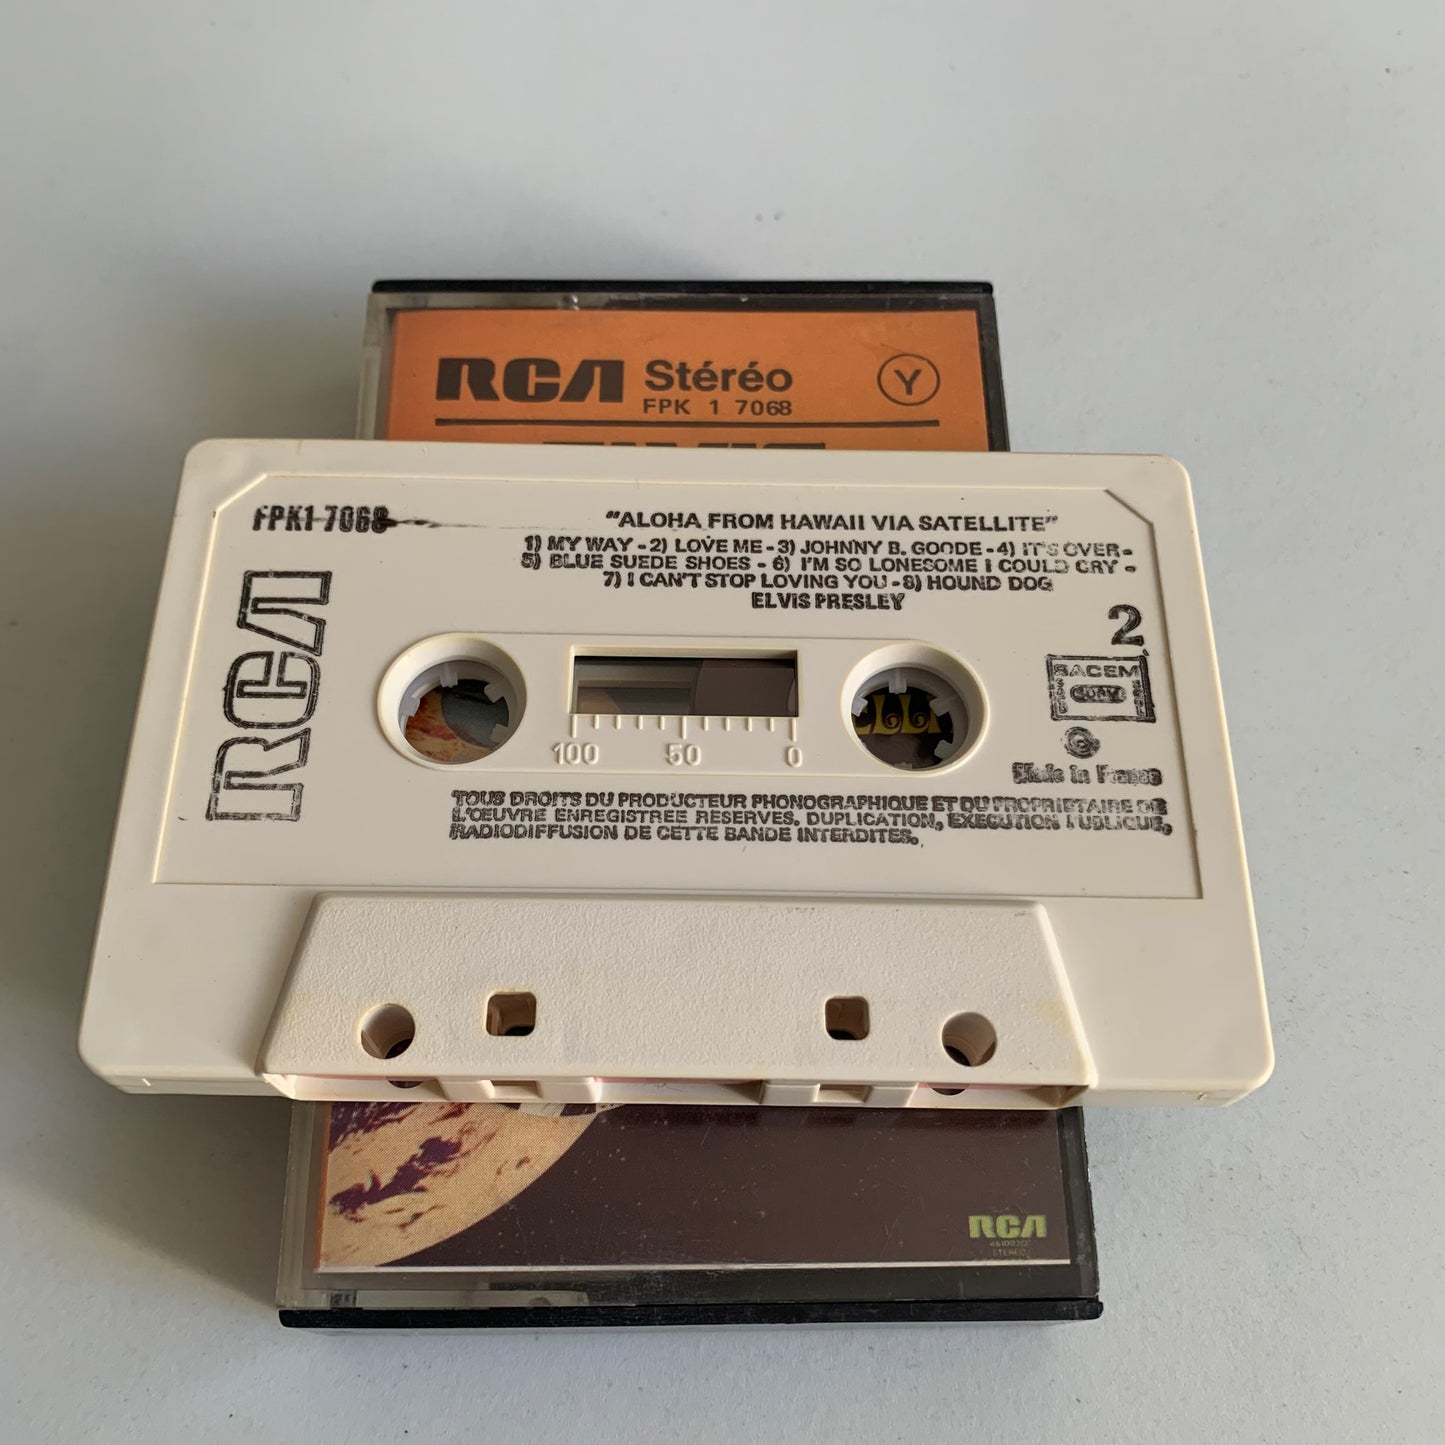 RCA Stéréo Y
FPK 1 7068
FPK1 7068
"ALOHA FROM HAWAII VIA SATELLITE"
1) MY WAY - 2) LOVE ME - 3) JOHNNY B. GOODE - 4) IT'S OVER -
5) BLUE SUEDE SHOES - 6) I'M SO LONESOME I COULD CRY -
7) I CAN'T STOP LOVING YOU - 8) HOUND DOG
ELVIS PRESLEY
2
RCA
SACEM
100 50 0
Made in France
TOUS DROITS DU PRODUCTEUR PHONOGRAPHIQUE ET DU PROPRIETAIRE DE
L'ŒUVRE ENREGISTREE RESERVES. DUPLICATION, EXECUTION PUBLIQUE,
RADIODIFFUSION DE CETTE BANDE INTERDITES.
RCA
STEREO